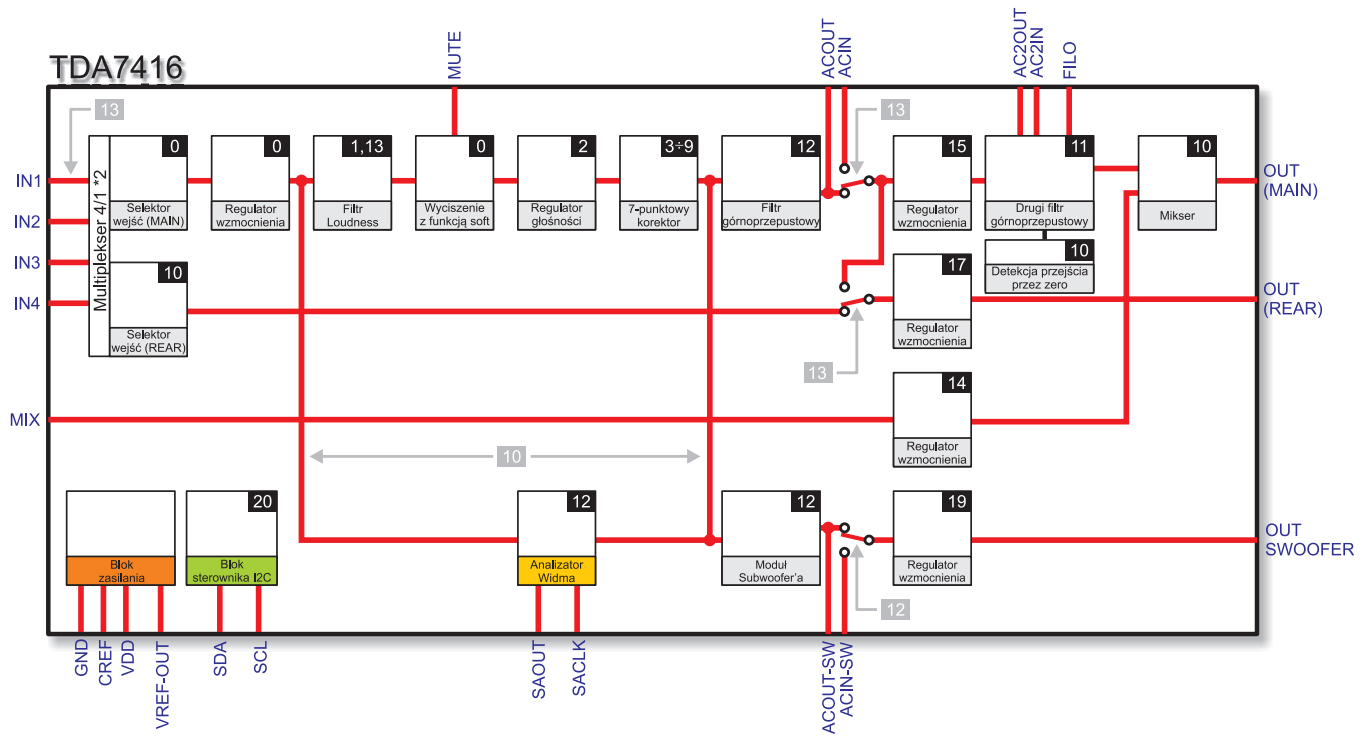 TDA7416
MUTE
ACOUT
ACIN
AC2OUT
AC2IN
FILO
13
IN1
IN2
IN3
IN4
Multiplekser 4/1 *2
0
Selektor
wejść (MAIN)
0
Regulator
wzmocnienia
1,13
Filtr
Loudness
0
Wyciszenie
z funkcją soft
2
Regulator
głośności
3÷9
7-punktowy
korektor
12
Filtr
górnoprzepustowy
13
15
Regulator
wzmocnienia
11
Drugi filtr
górnoprzepustowy
10
Mikser
OUT
(MAIN)
10
Detekcja przejścia
przez zero
10
Selektor
wejść (REAR)
13
17
Regulator
wzmocnienia
OUT
(REAR)
MIX
14
Regulator
wzmocnienia
10
Blok
zasilania
20
Blok
sterownika I2C
12
Analizator
Widma
12
Moduł
Subwoofer'a
12
19
Regulator
wzmocnienia
OUT
SWOOFER
GND
CREF
VDD
VREF-OUT
SDA
SCL
SAOUT
SACLK
ACOUT-SW
ACIN-SW